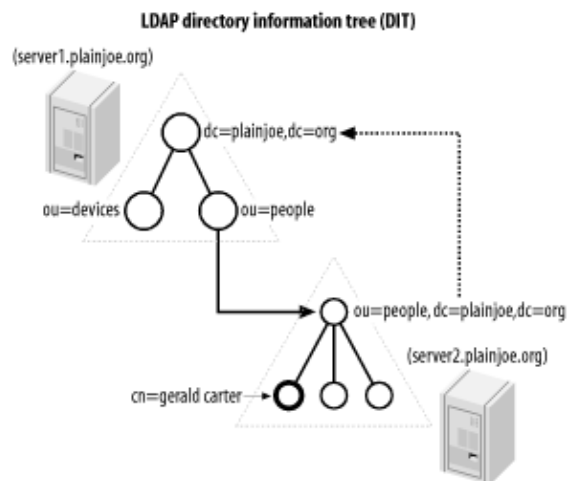 LDAP directory information tree (DIT)
(server1.plainjoe.org)
dc=plainjoe,dc=org
ou=devices
ou=people
ou=people, dc=plainjoe,dc=org
(server2.plainjoe.org)
cn=gerald carter